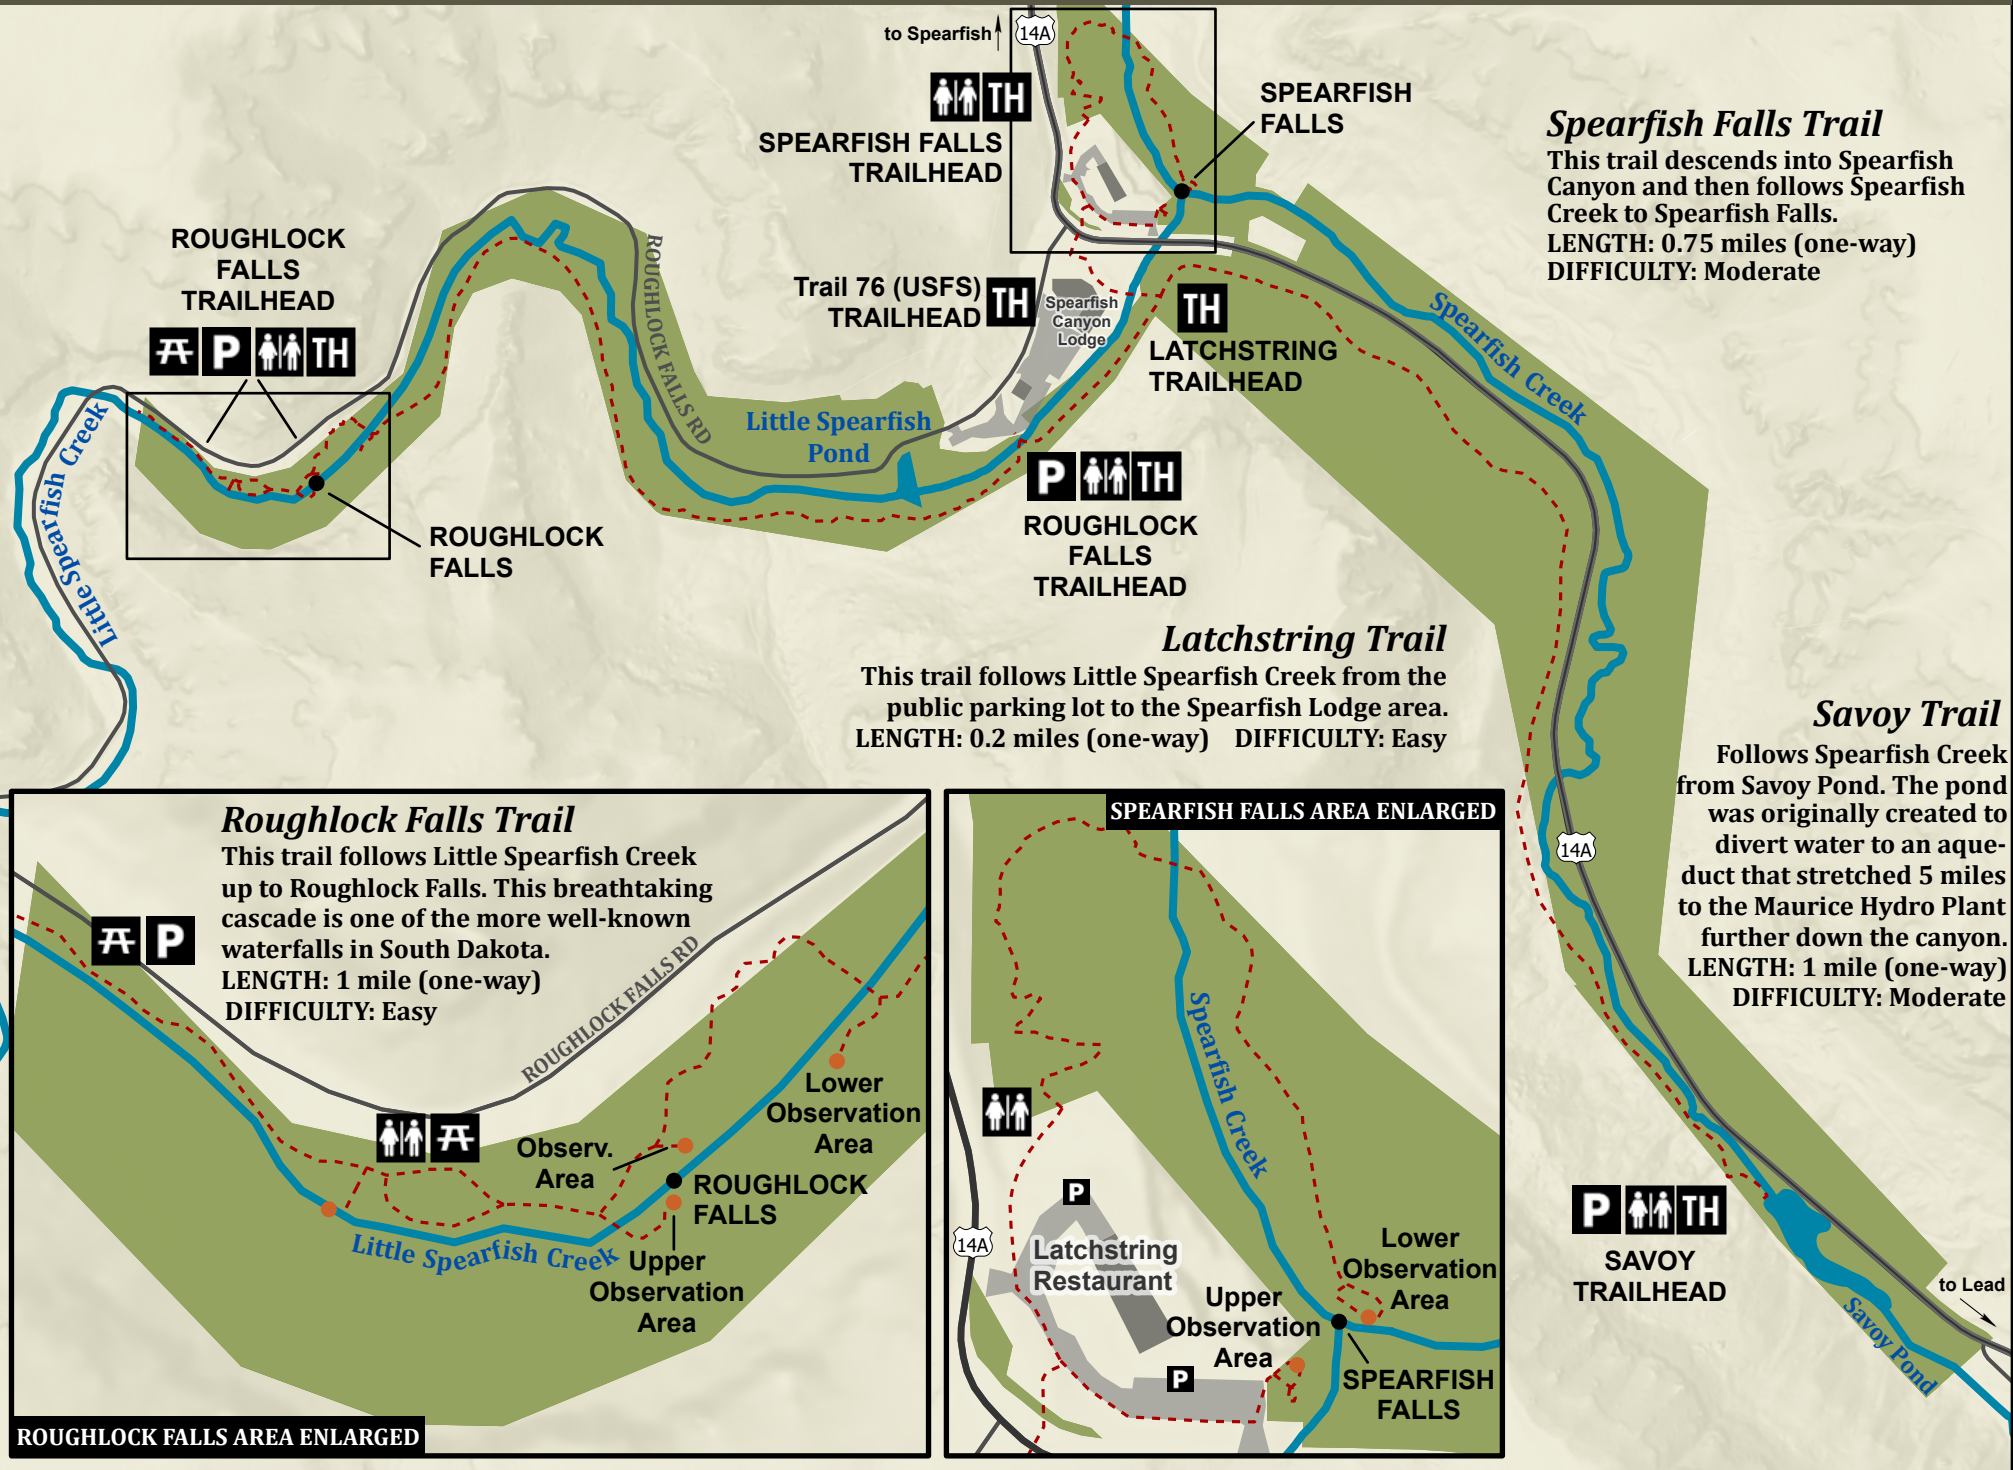 to Spearfish
14A
TH
SPEARFISH FALLS
TRAILHEAD
SPEARFISH
FALLS
Spearfish Falls Trail
This trail descends into Spearfish
Canyon and then follows Spearfish
Creek to Spearfish Falls.
LENGTH: 0.75 miles (one-way)
DIFFICULTY: Moderate
ROUGHLOCK
FALLS
TRAILHEAD
P
TH
ROUGHLOCK FALLS RD
Trail 76 (USFS)
TRAILHEAD
TH
Spearfish
Canyon
Lodge
TH
LATCHSTRING
TRAILHEAD
Spearfish Creek
Little Spearfish Creek
ROUGHLOCK
FALLS
Little Spearfish
Pond
P
TH
ROUGHLOCK
FALLS
TRAILHEAD
Latchstring Trail
This trail follows Little Spearfish Creek from the
public parking lot to the Spearfish Lodge area.
LENGTH: 0.2 miles (one-way) DIFFICULTY: Easy
Savoy Trail
Follows Spearfish Creek
from Savoy Pond. The pond
was originally created to
divert water to an aque-
duct that stretched 5 miles
to the Maurice Hydro Plant
further down the canyon.
LENGTH: 1 mile (one-way)
DIFFICULTY: Moderate
14A
P
TH
SAVOY
TRAILHEAD
Savoy Pond
to Lead
Roughlock Falls Trail
This trail follows Little Spearfish Creek
up to Roughlock Falls. This breathtaking
cascade is one of the more well-known
waterfalls in South Dakota.
LENGTH: 1 mile (one-way)
DIFFICULTY: Easy
P
ROUGHLOCK FALLS RD
Lower
Observation
Area
Observ.
Area
ROUGHLOCK
FALLS
Little Spearfish Creek
Upper
Observation
Area
ROUGHLOCK FALLS AREA ENLARGED
SPEARFISH FALLS AREA ENLARGED
Spearfish Creek
P
14A
Latchstring
Restaurant
Lower
Observation
Area
Upper
Observation
Area
P
SPEARFISH
FALLS